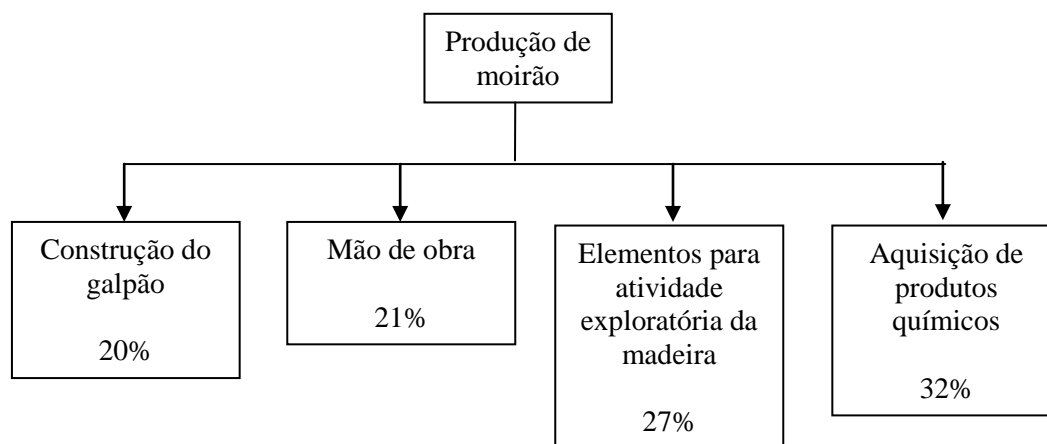 Produção de
moirão
Construção do
galpão
20%
Mão de obra
21%
Elementos para
atividade
exploratória da
madeira
27%
Aquisição de
produtos
químicos
32%